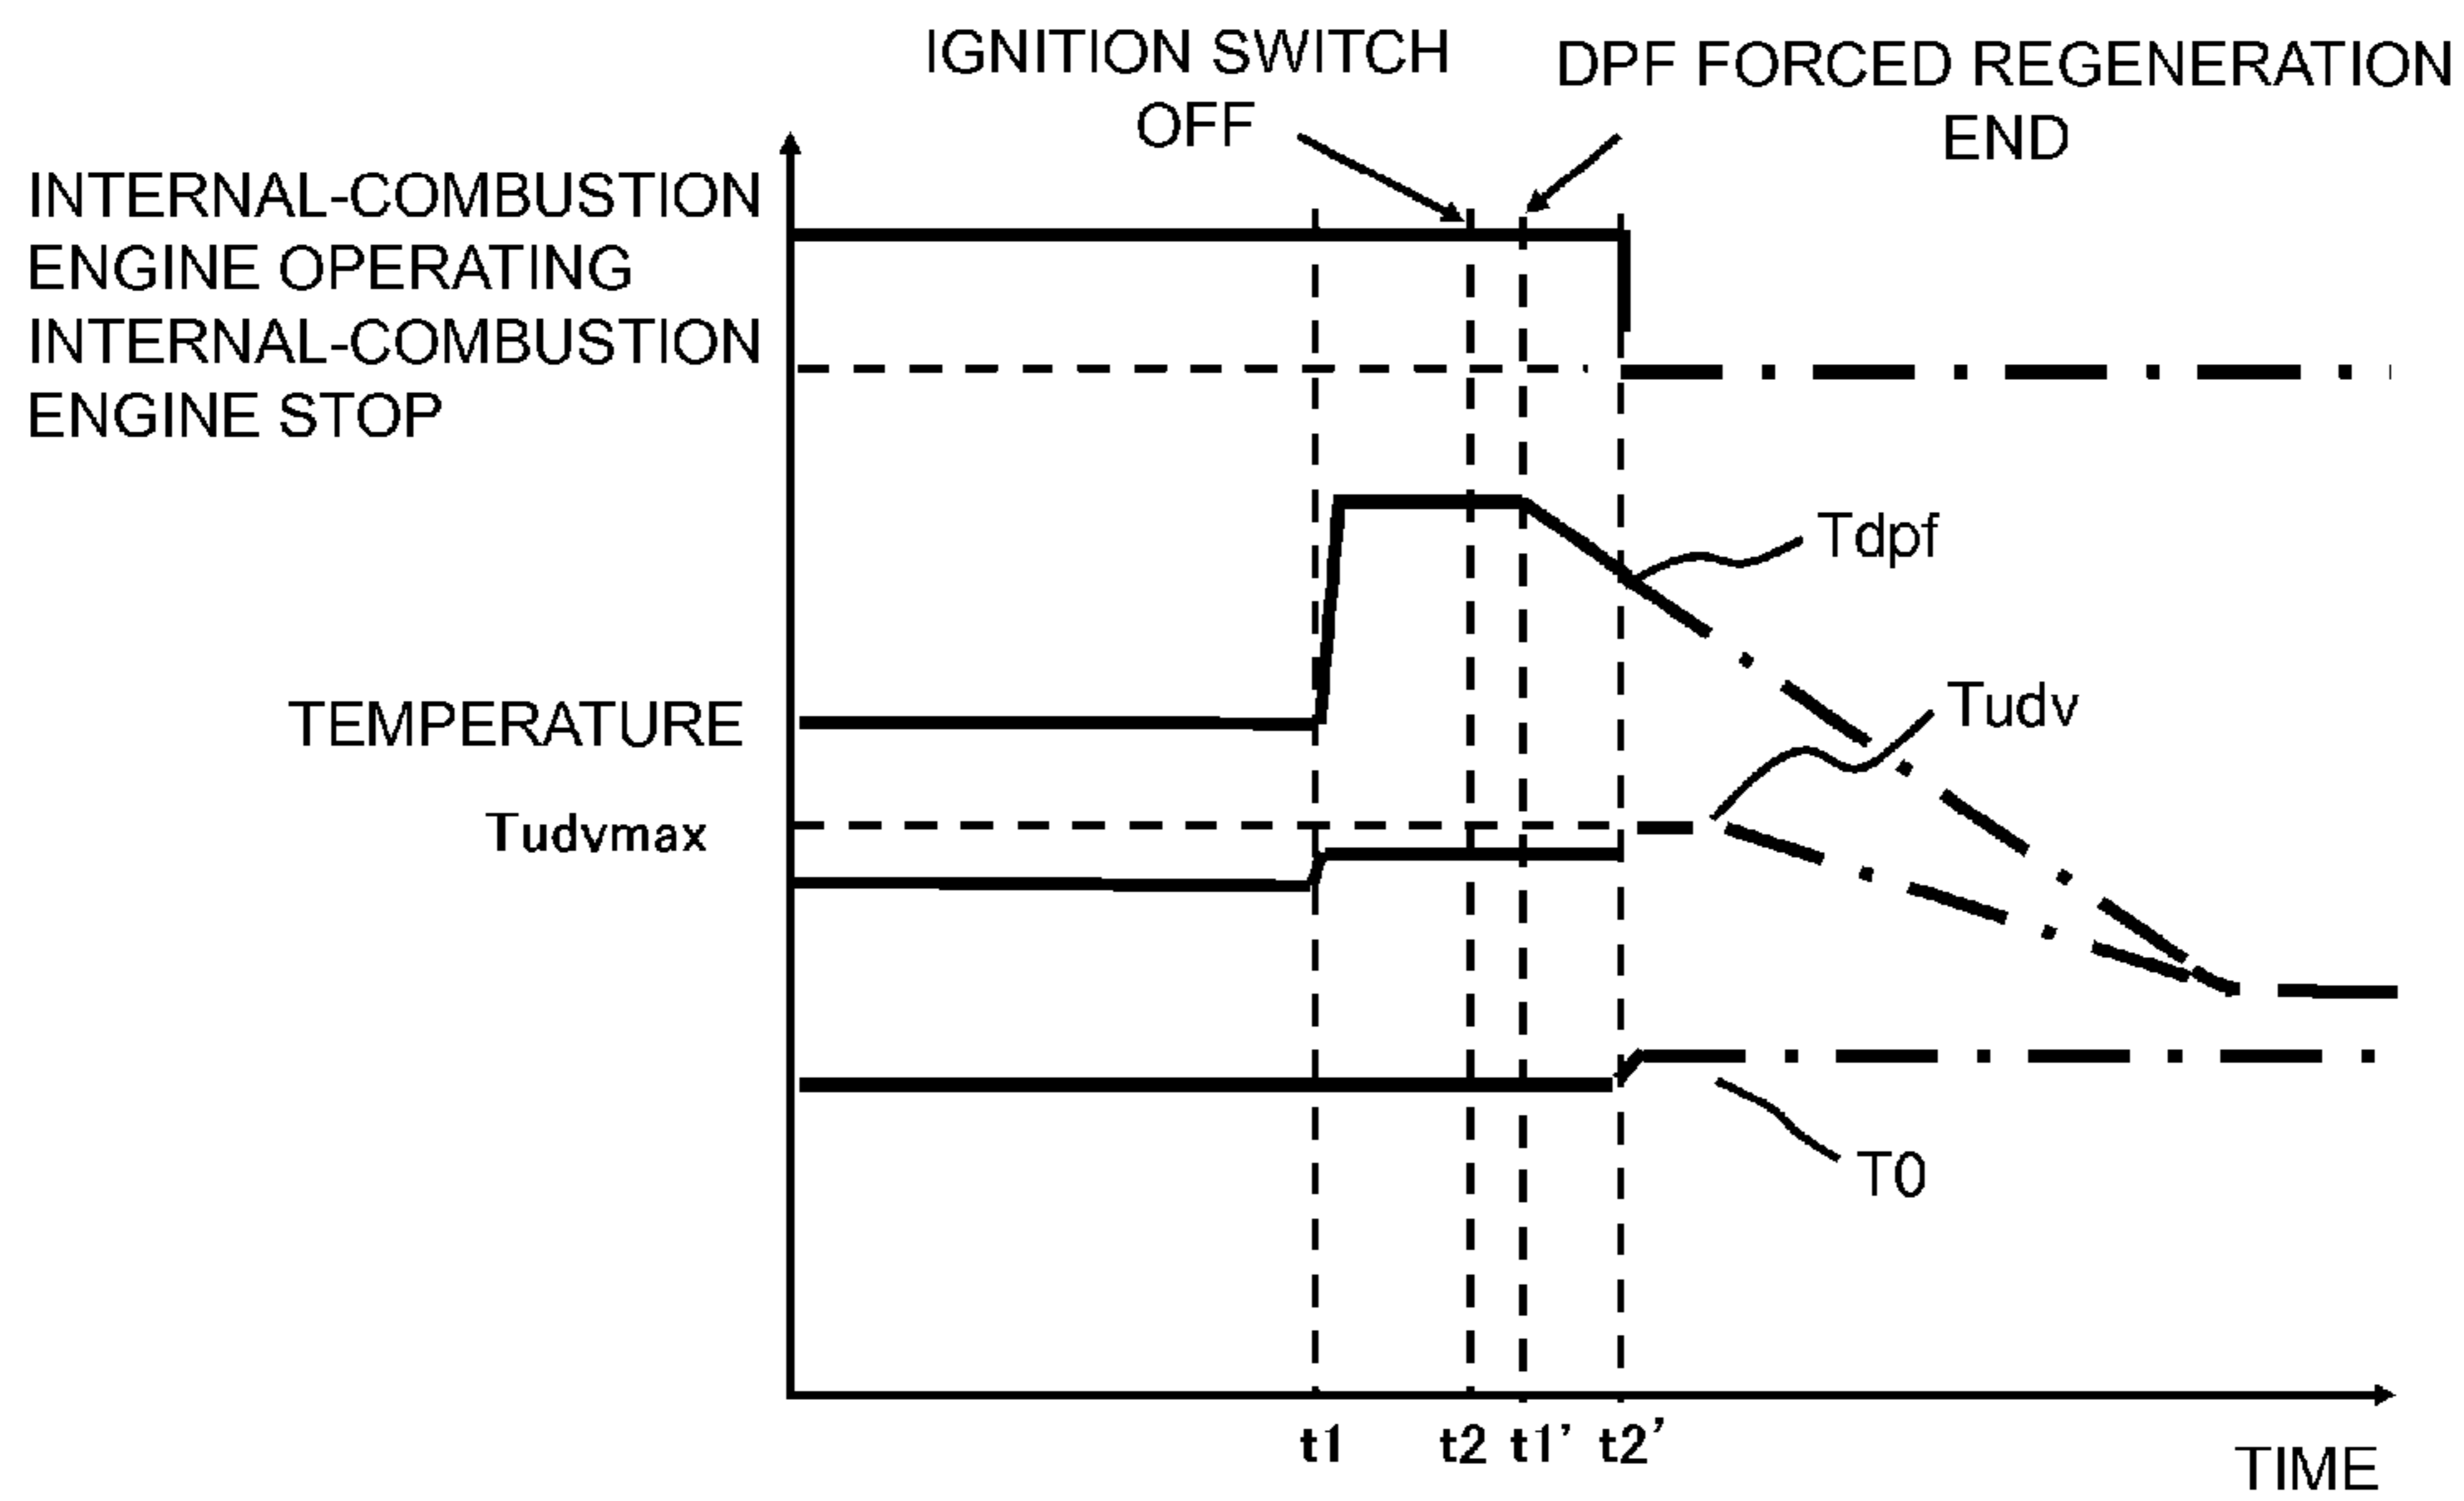 IGNITION SWITCH
OFF
DPF FORCED REGENERATION
END
INTERNAL-COMBUSTION
ENGINE OPERATING
INTERNAL-COMBUSTION
ENGINE STOP
Tdpf
TEMPERATURE
Tudv
Tudvmax
T0
t1
t2
t1'
t2'
TIME